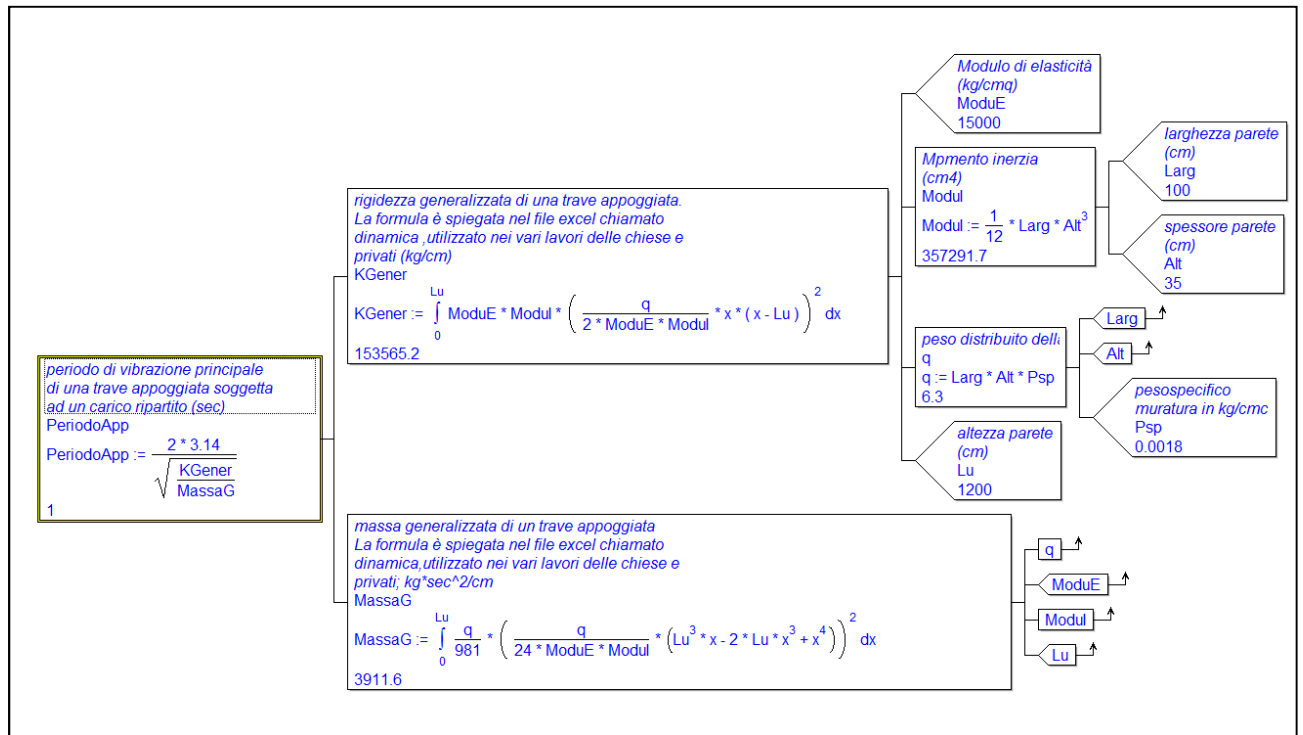 periodo di vibrazione principale
di una trave appoggiata soggetta
ad un carico ripartito (sec)
PeriodoApp
PeriodoApp := 2 * 3.14 / √(KGener / MassaG)
1
rigidezza generalizzata di una trave appoggiata.
La formula è spiegata nel file excel chiamato
dinamica ,utilizzato nei vari lavori delle chiese e
privati (kg/cm)
KGener
KGener := ∫₀^Lu ModuE * Modul * ( q / (2 * ModuE * Modul) * x * ( x - Lu ) )² dx
153565.2
Modulo di elasticità
(kg/cmq)
ModuE
15000
Mpmento inerzia
(cm4)
Modul
Modul := 1/12 * Larg * Alt³
357291.7
larghezza parete
(cm)
Larg
100
spessore parete
(cm)
Alt
35
peso distribuito della
q
q := Larg * Alt * Psp
6.3
Larg
Alt
pesospecifico
muratura in kg/cmc
Psp
0.0018
altezza parete
(cm)
Lu
1200
massa generalizzata di un trave appoggiata
La formula è spiegata nel file excel chiamato
dinamica,utilizzato nei vari lavori delle chiese e
privati; kg*sec^2/cm
MassaG
MassaG := ∫₀^Lu q/981 * ( q / (24 * ModuE * Modul) * (Lu³ * x - 2 * Lu * x³ + x⁴) )² dx
3911.6
q
ModuE
Modul
Lu